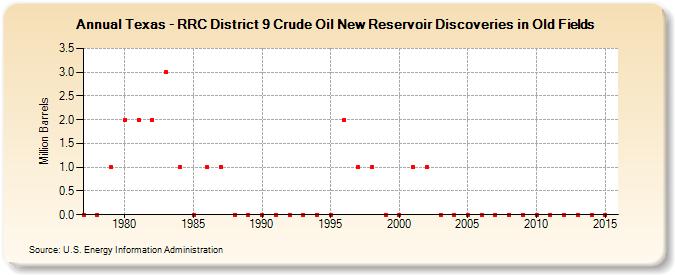 Annual Texas - RRC District 9 Crude Oil New Reservoir Discoveries in Old Fields
Million Barrels
3.5
3.0
2.5
2.0
1.5
1.0
0.5
0.0
1980 1985 1990 1995 2000 2005 2010 2015
Source: U.S. Energy Information Administration